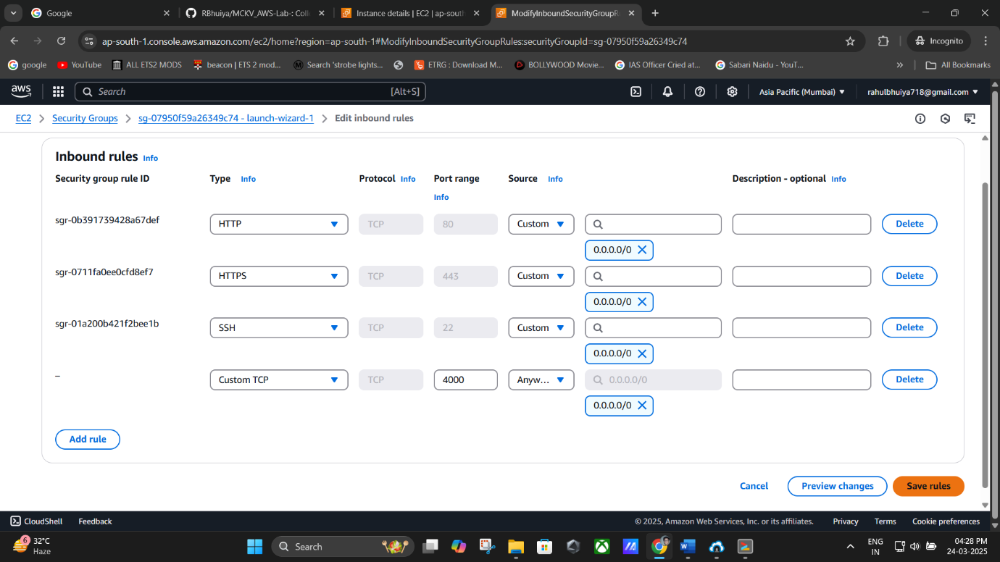 Google
RBhuiya/MCKV_AWS-Lab-: Coll
Instance details | EC2 | ap-south
ModifyInboundSecurityGroupRu
ap-south-1.console.aws.amazon.com/ec2/home?region=ap-south-1#ModifyInboundSecurityGroupRules:securityGroupId=sg-07950f59a26349c74
Incognito
google
YouTube
ALL ETS2 MODS
beacon | ETS 2 mod...
Search 'strobe lights...
ETRG : Download M...
BOLLYWOOD Movie...
IAS Officer Cried at...
Sabari Naidu - YouT...
All Bookmarks
aws
Search
[Alt+S]
Asia Pacific (Mumbai)
rahulbhuiya718@gmail.com
EC2
Security Groups
sg-07950f59a26349c74 - launch-wizard-1
Edit inbound rules
Inbound rules Info
Security group rule ID
Type Info
Protocol Info
Port range
Info
Source Info
Description - optional Info
sgr-0b391739428a67def
HTTP
TCP
80
Custom
Delete
0.0.0.0/0
sgr-0711fa0ee0cfd8ef7
HTTPS
TCP
443
Custom
Delete
0.0.0.0/0
sgr-01a200b421f2bee1b
SSH
TCP
22
Custom
Delete
0.0.0.0/0
–
Custom TCP
TCP
4000
Anyw...
0.0.0.0/0
Delete
0.0.0.0/0
Add rule
Cancel
Preview changes
Save rules
CloudShell
Feedback
© 2025, Amazon Web Services, Inc. or its affiliates.
Privacy
Terms
Cookie preferences
6
32°C
Haze
Search
ENG
IN
04:28 PM
24-03-2025